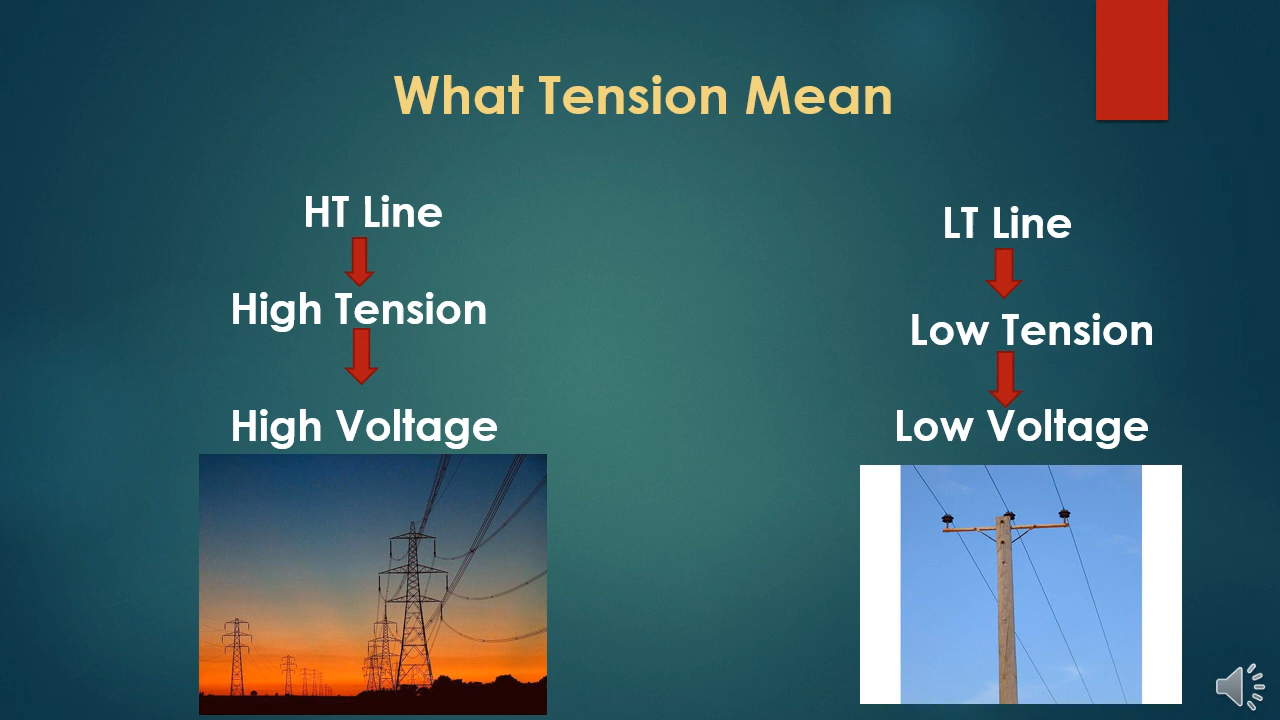 What Tension Mean
HT Line
High Tension
High Voltage
LT Line
Low Tension
Low Voltage